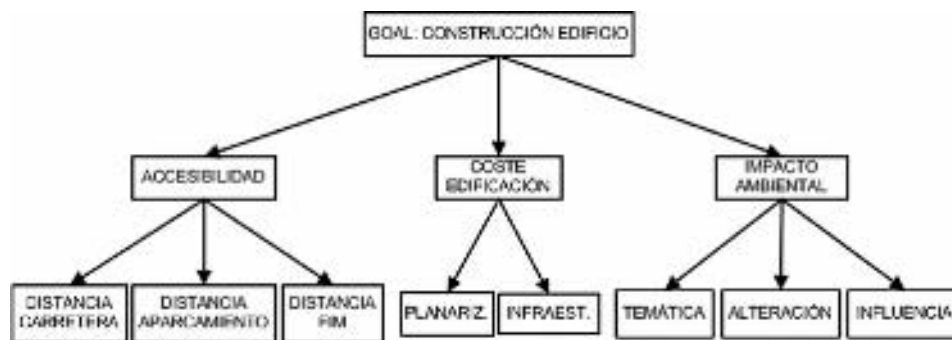 GOAL: CONSTRUCCIÓN EDIFICIO
ACCESIBILIDAD
COSTE
EDIFICACIÓN
IMPACTO
AMBIENTAL
DISTANCIA
CARRETERA
DISTANCIA
APARCAMIENTO
DISTANCIA
FIM
PLANARIZ.
INFRAEST.
TEMÁTICA
ALTERACIÓN
INFLUENCIA